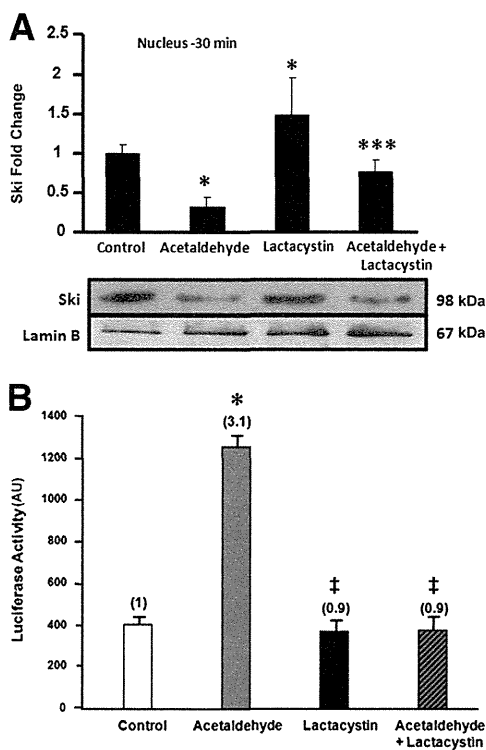 A
2.5
Nucleus -30 min
2
*
1.5
***
1
*
0.5
0
Ski Fold Change
Control Acetaldehyde Lactacystin Acetaldehyde +
Lactacystin
Ski 98 kDa
Lamin B 67 kDa
B
1400
*
(3.1)
1200
1000
800
600
‡ ‡
(1) (0.9) (0.9)
400
200
0
Luciferase Activity (AU)
Control Acetaldehyde Lactacystin Acetaldehyde
+ Lactacystin